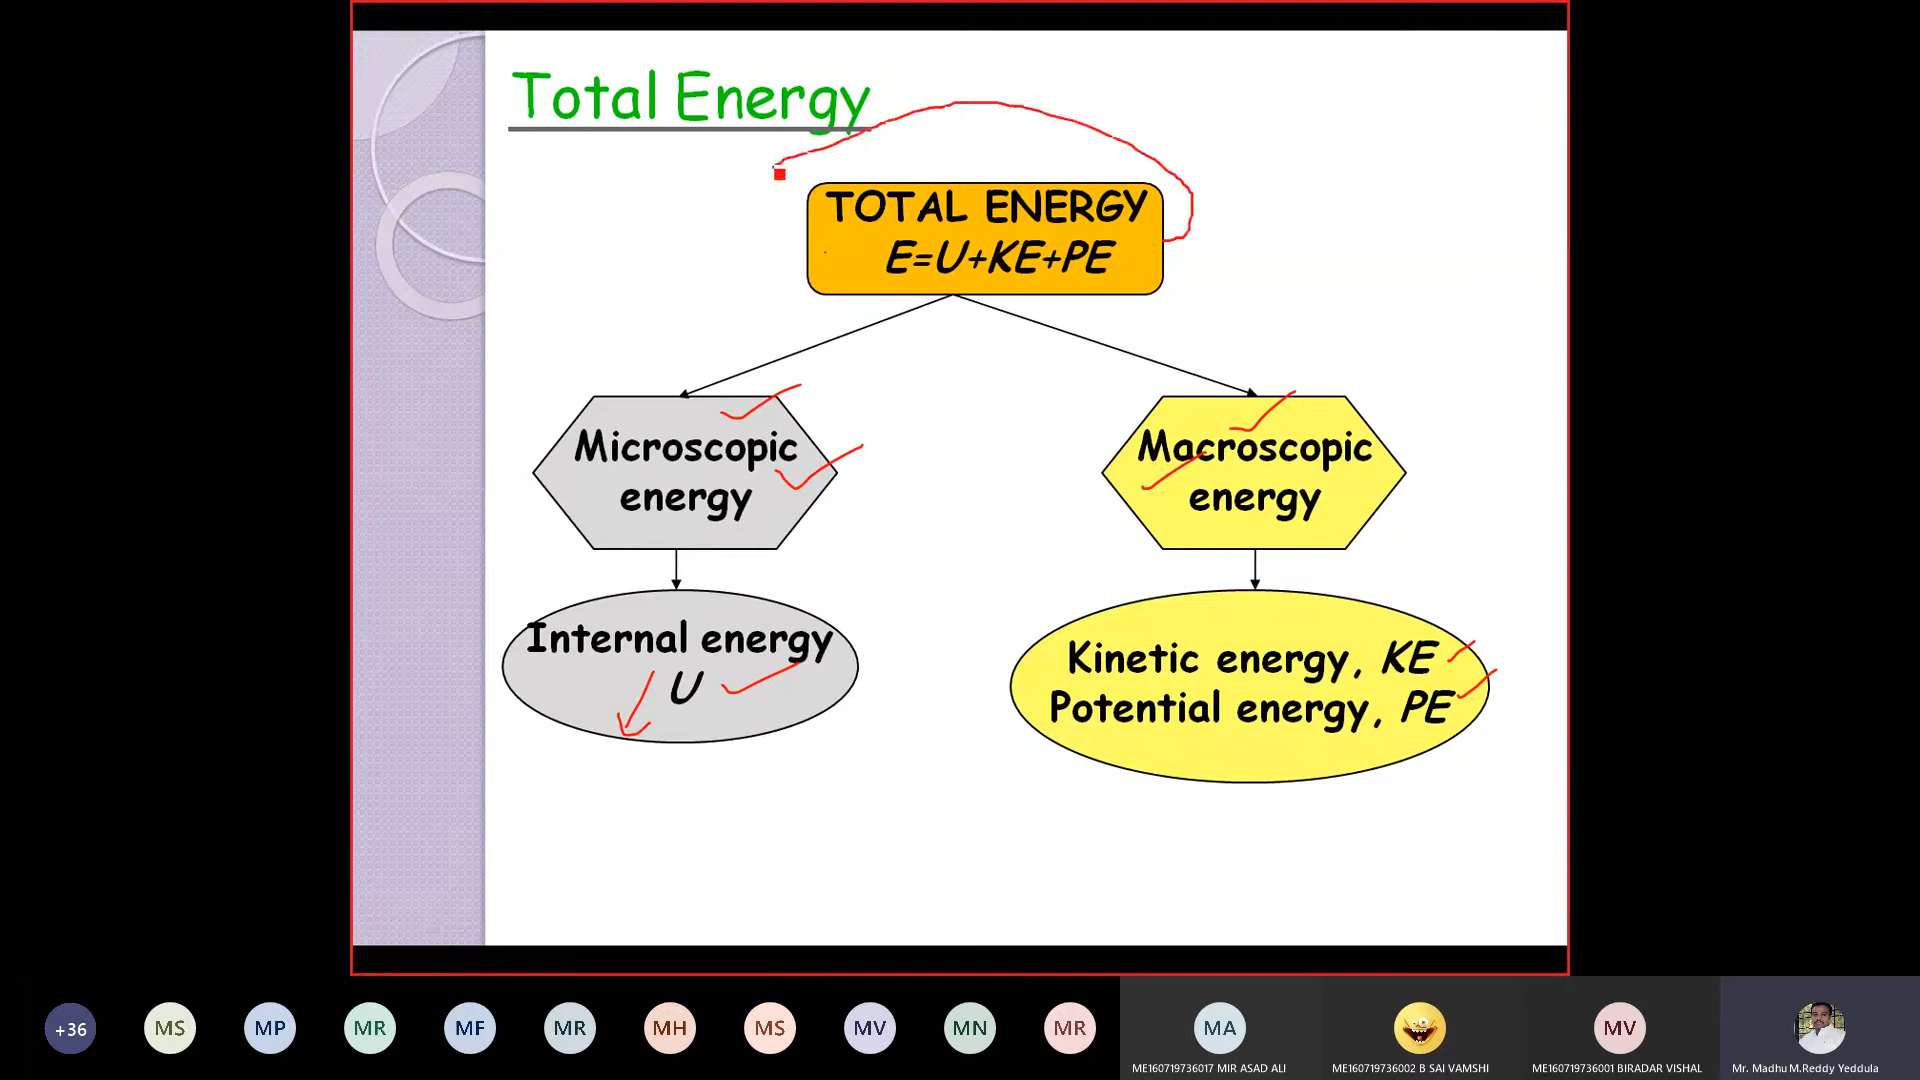 Total Energy
TOTAL ENERGY
E=U+KE+PE
Microscopic
energy
Macroscopic
energy
Internal energy
U
Kinetic energy, KE
Potential energy, PE
+36
MS
MP
MR
MF
MR
MH
MS
MV
MN
MR
MA
MV
ME160719736017 MIR ASAD ALI
ME160719736002 B SAI VAMSHI
ME160719736001 BIRADAR VISHAL
Mr. Madhu M.Reddy Yeddula